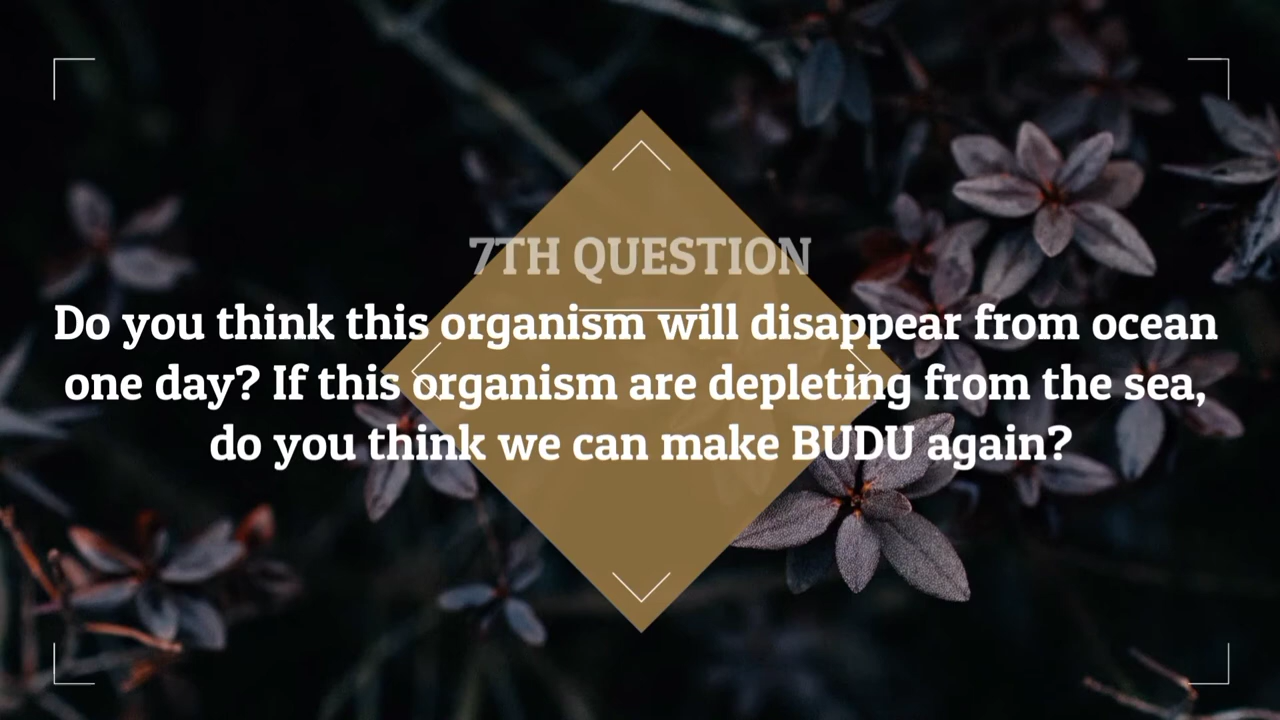 7TH QUESTION
Do you think this organism will disappear from ocean
one day? If this organism are depleting from the sea,
do you think we can make BUDU again?